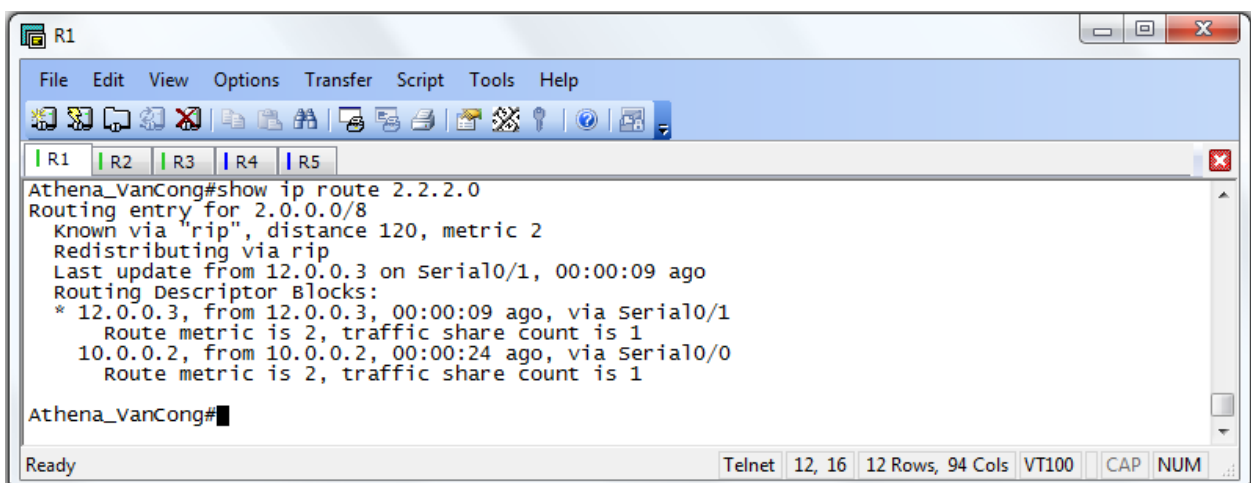 R1
File Edit View Options Transfer Script Tools Help
R1 R2 R3 R4 R5
Athena_VanCong#show ip route 2.2.2.0
Routing entry for 2.0.0.0/8
  Known via "rip", distance 120, metric 2
  Redistributing via rip
  Last update from 12.0.0.3 on Serial0/1, 00:00:09 ago
  Routing Descriptor Blocks:
  * 12.0.0.3, from 12.0.0.3, 00:00:09 ago, via Serial0/1
      Route metric is 2, traffic share count is 1
    10.0.0.2, from 10.0.0.2, 00:00:24 ago, via Serial0/0
      Route metric is 2, traffic share count is 1
Athena_VanCong#
Ready Telnet 12, 16 12 Rows, 94 Cols VT100 CAP NUM